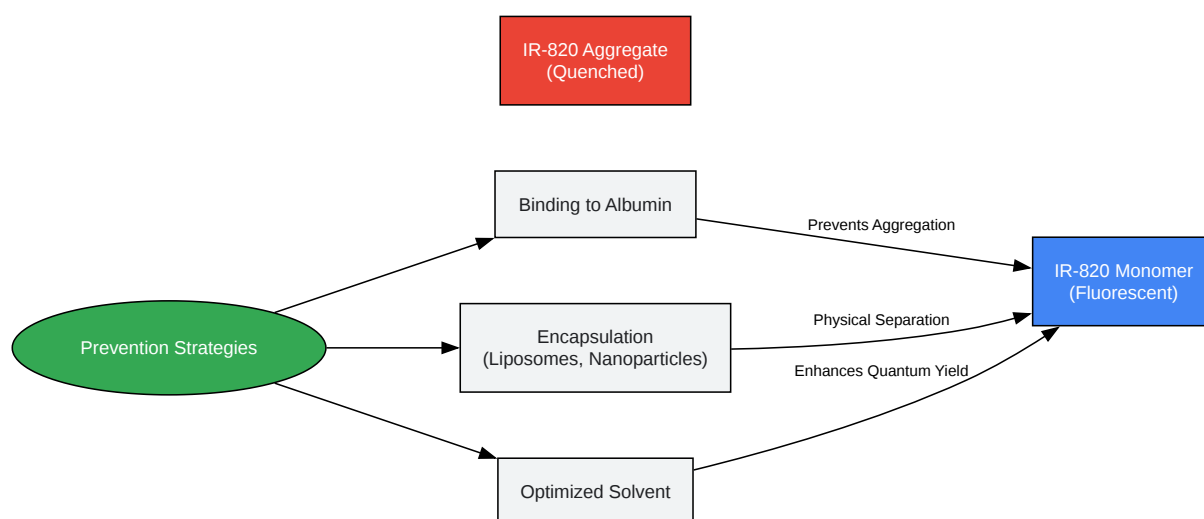 IR-820 Aggregate
(Quenched)
Binding to Albumin
Prevents Aggregation
IR-820 Monomer
(Fluorescent)
Prevention Strategies
Encapsulation
(Liposomes, Nanoparticles)
Physical Separation
Enhances Quantum Yield
Optimized Solvent